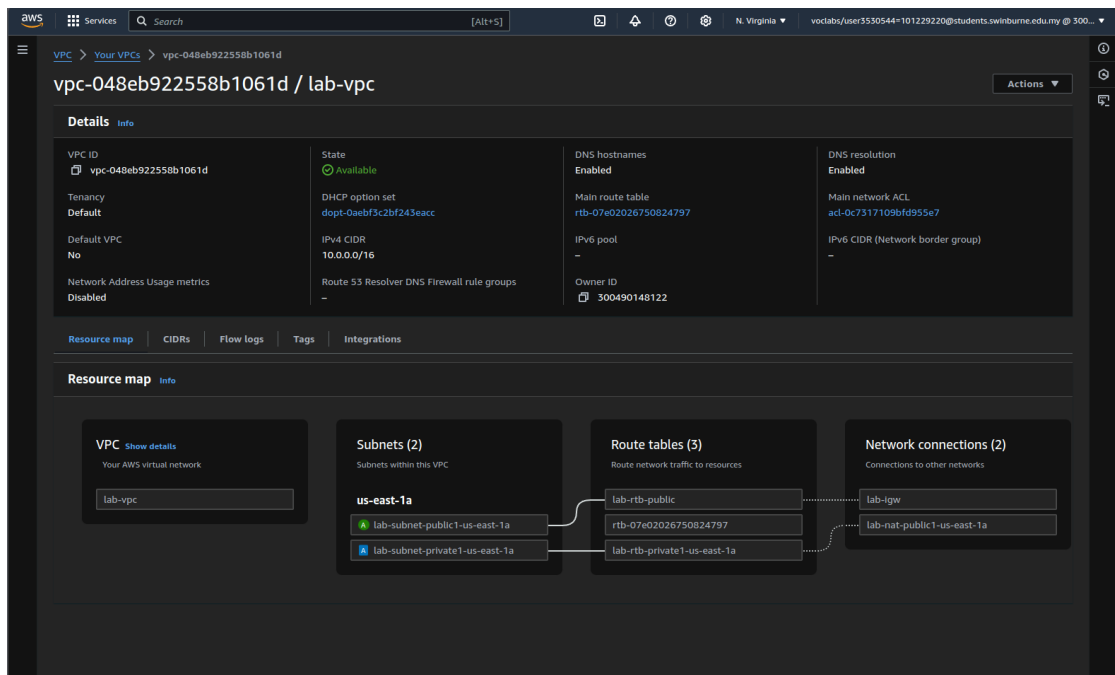 aws
Services
Search
[Alt+S]
N. Virginia ▼
voclabs/user3530544=101229220@students.swinburne.edu.my @ 300... ▼
VPC > Your VPCs > vpc-048eb922558b1061d
vpc-048eb922558b1061d / lab-vpc
Actions ▼
Details Info
VPC ID
vpc-048eb922558b1061d
State
Available
DNS hostnames
Enabled
DNS resolution
Enabled
Tenancy
Default
DHCP option set
dopt-0aebf3c2bf243eacc
Main route table
rtb-07e02026750824797
Main network ACL
acl-0c7317109bfd955e7
Default VPC
No
IPv4 CIDR
10.0.0.0/16
IPv6 pool
–
IPv6 CIDR (Network border group)
–
Network Address Usage metrics
Disabled
Route 53 Resolver DNS Firewall rule groups
–
Owner ID
300490148122
Resource map
CIDRs
Flow logs
Tags
Integrations
Resource map Info
VPC Show details
Your AWS virtual network
lab-vpc
Subnets (2)
Subnets within this VPC
us-east-1a
A lab-subnet-public1-us-east-1a
A lab-subnet-private1-us-east-1a
Route tables (3)
Route network traffic to resources
lab-rtb-public
rtb-07e02026750824797
lab-rtb-private1-us-east-1a
Network connections (2)
Connections to other networks
lab-igw
lab-nat-public1-us-east-1a